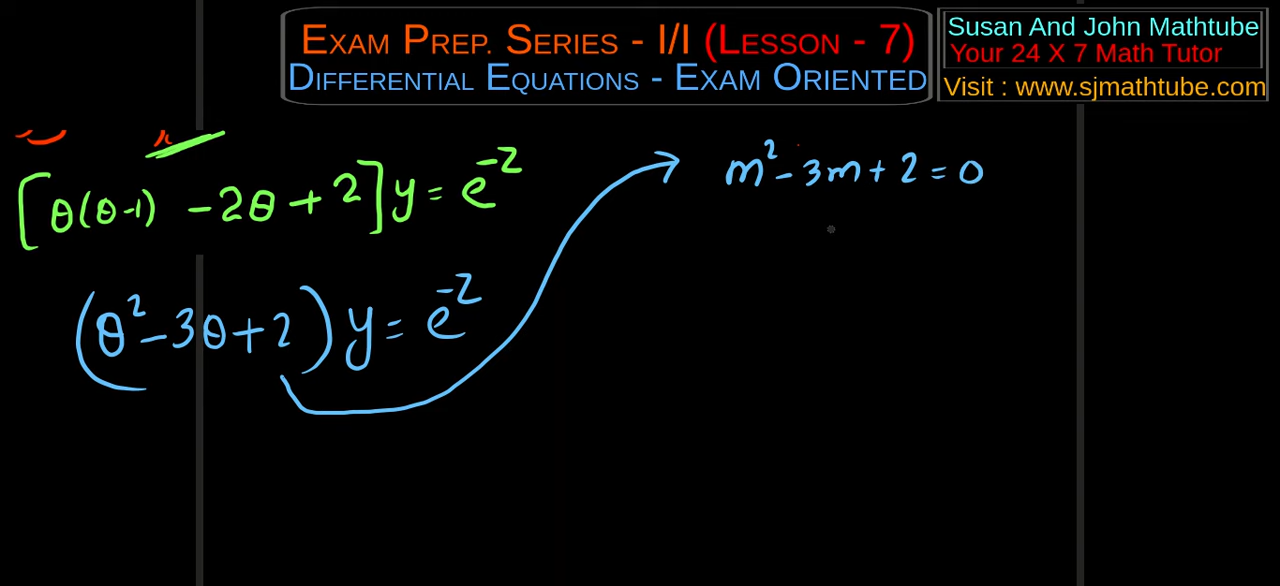 EXAM PREP. SERIES - I/I (LESSON - 7)
DIFFERENTIAL EQUATIONS - EXAM ORIENTED
Susan And John Mathtube
Your 24 X 7 Math Tutor
Visit : www.sjmathtube.com
[θ(θ-1) - 2θ + 2]y = e^-z
(θ² - 3θ + 2)y = e^-z
m² - 3m + 2 = 0